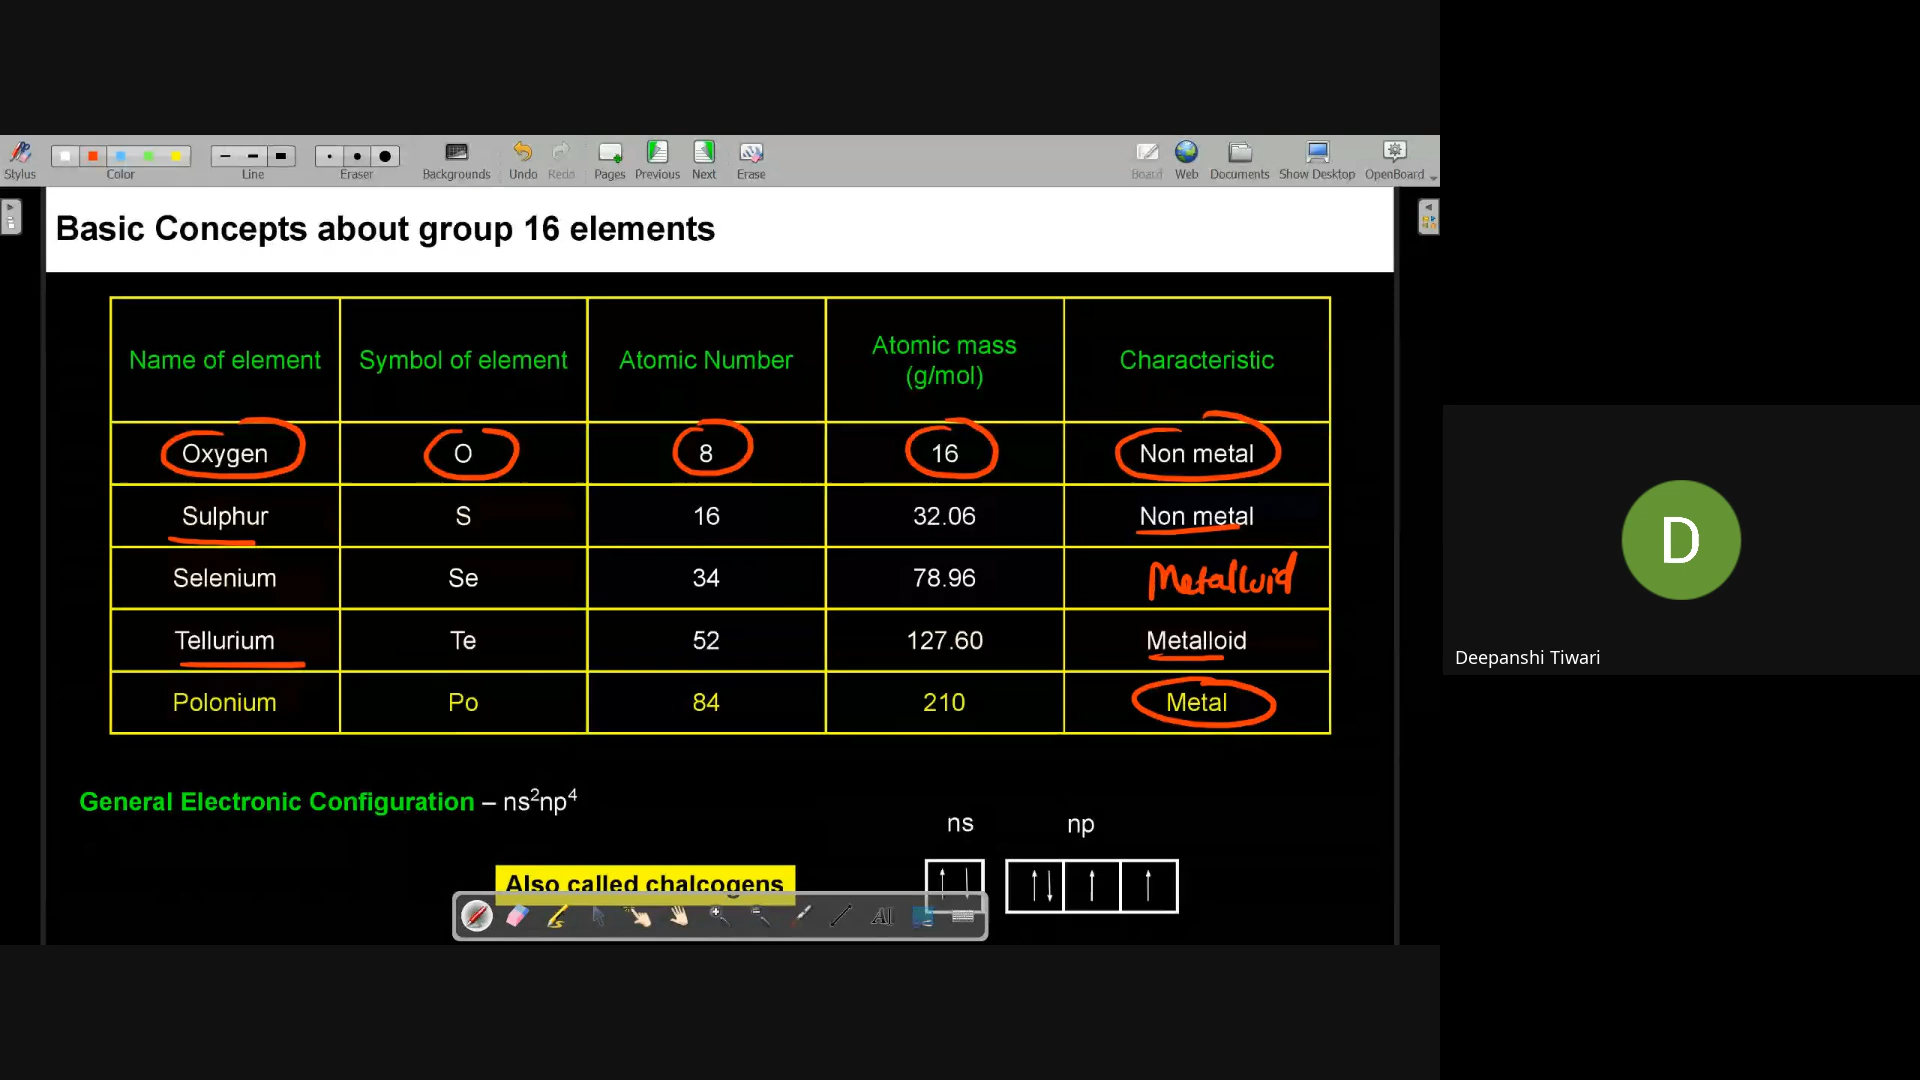 Stylus
Color
Line
Eraser
Backgrounds
Undo
Redo
Pages
Previous
Next
Erase
Board
Web
Documents
Show Desktop
OpenBoard
Basic Concepts about group 16 elements
Name of element Symbol of element Atomic Number Atomic mass (g/mol) Characteristic
Oxygen O 8 16 Non metal
Sulphur S 16 32.06 Non metal
Selenium Se 34 78.96 Metalloid
Tellurium Te 52 127.60 Metalloid
Polonium Po 84 210 Metal
General Electronic Configuration – ns²np⁴
ns np
Also called chalcogens
AI
D
Deepanshi Tiwari